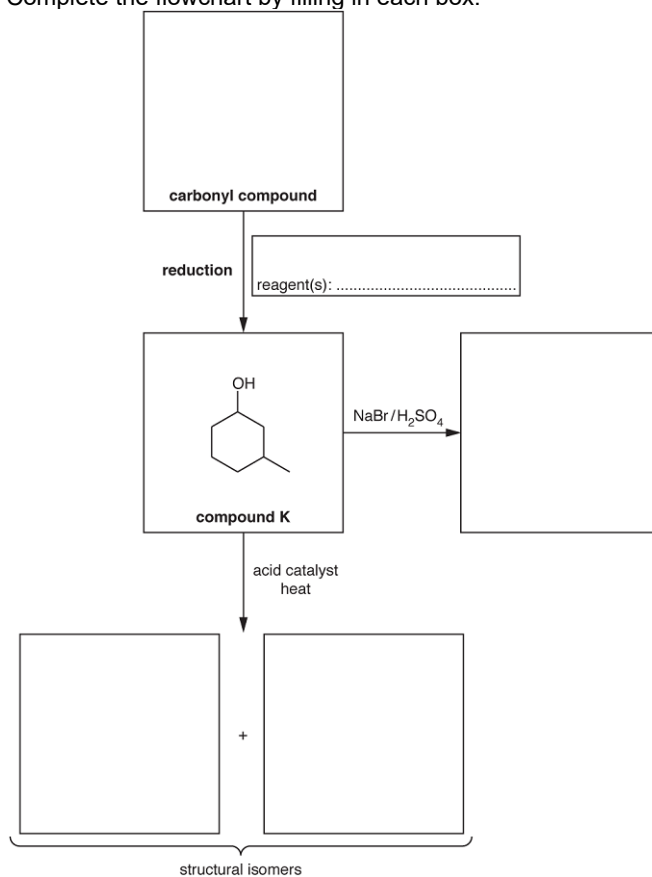 Complete the flowchart by filling in each box.
carbonyl compound
reduction
reagent(s): ..........................................
OH
NaBr/H₂SO₄
compound K
acid catalyst
heat
+
structural isomers